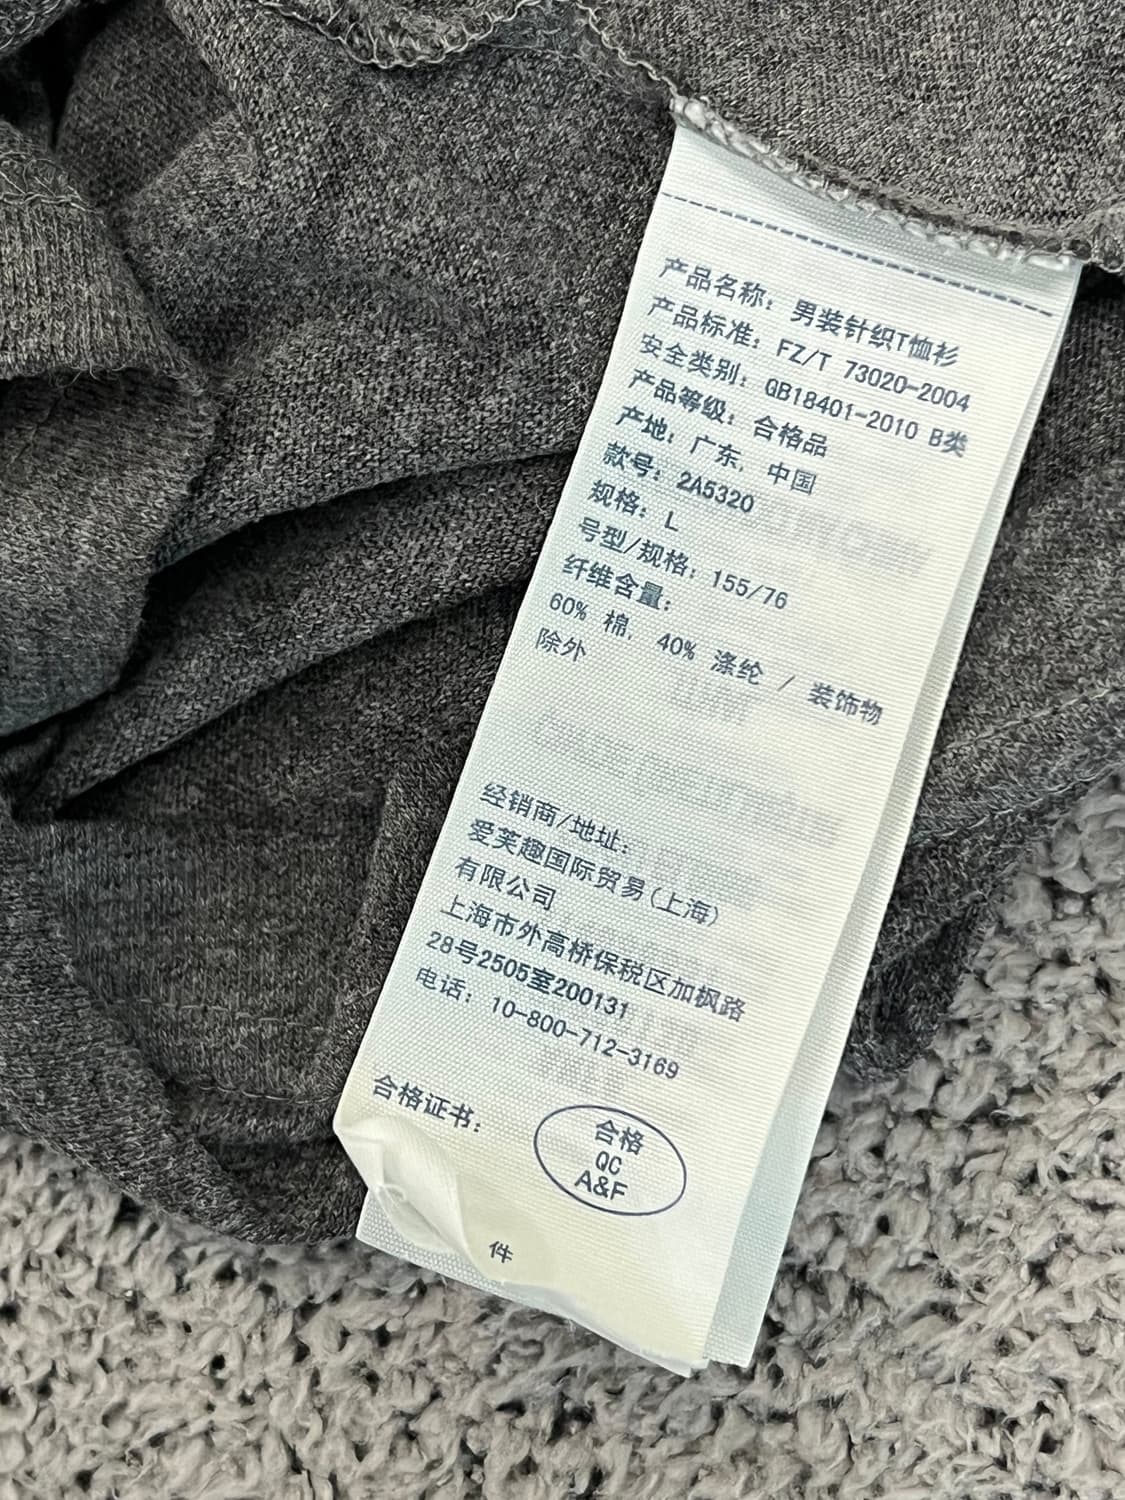 产品名称：男装针织T恤衫
产品标准：FZ/T 73020-2004
安全类别：GB18401-2010 B类
产品等级：合格品
产地：广东，中国
款号：2A5320
规格：L
号型/规格：155/76
纤维含量：
60% 棉，40% 涤纶 / 装饰物
除外
经销商/地址：
爱芙趣国际贸易(上海)
有限公司
上海市外高桥保税区加枫路
28号2505室200131
电话：10-800-712-3169
合格证书：
合格
QC
A&F
件